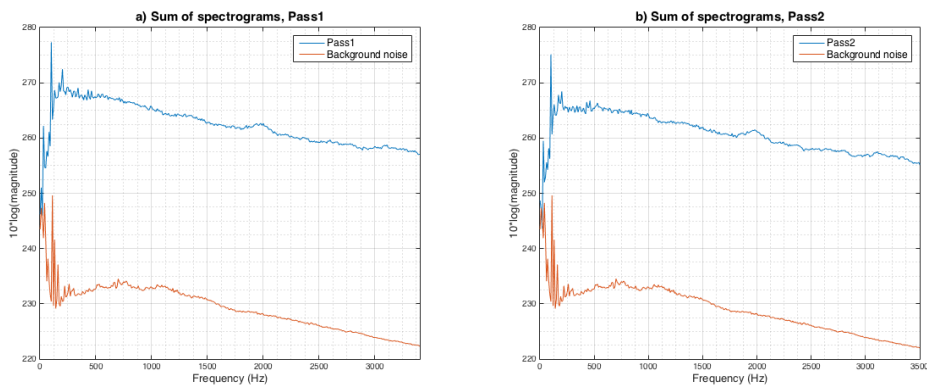 a) Sum of spectrograms, Pass1
280
270
260
250
240
230
220
10*log(magnitude)
Pass1
Background noise
0
500
1000
1500
2000
2500
3000
Frequency (Hz)
b) Sum of spectrograms, Pass2
280
270
260
250
240
230
220
10*log(magnitude)
Pass2
Background noise
0
500
1000
1500
2000
2500
3000
3500
Frequency (Hz)